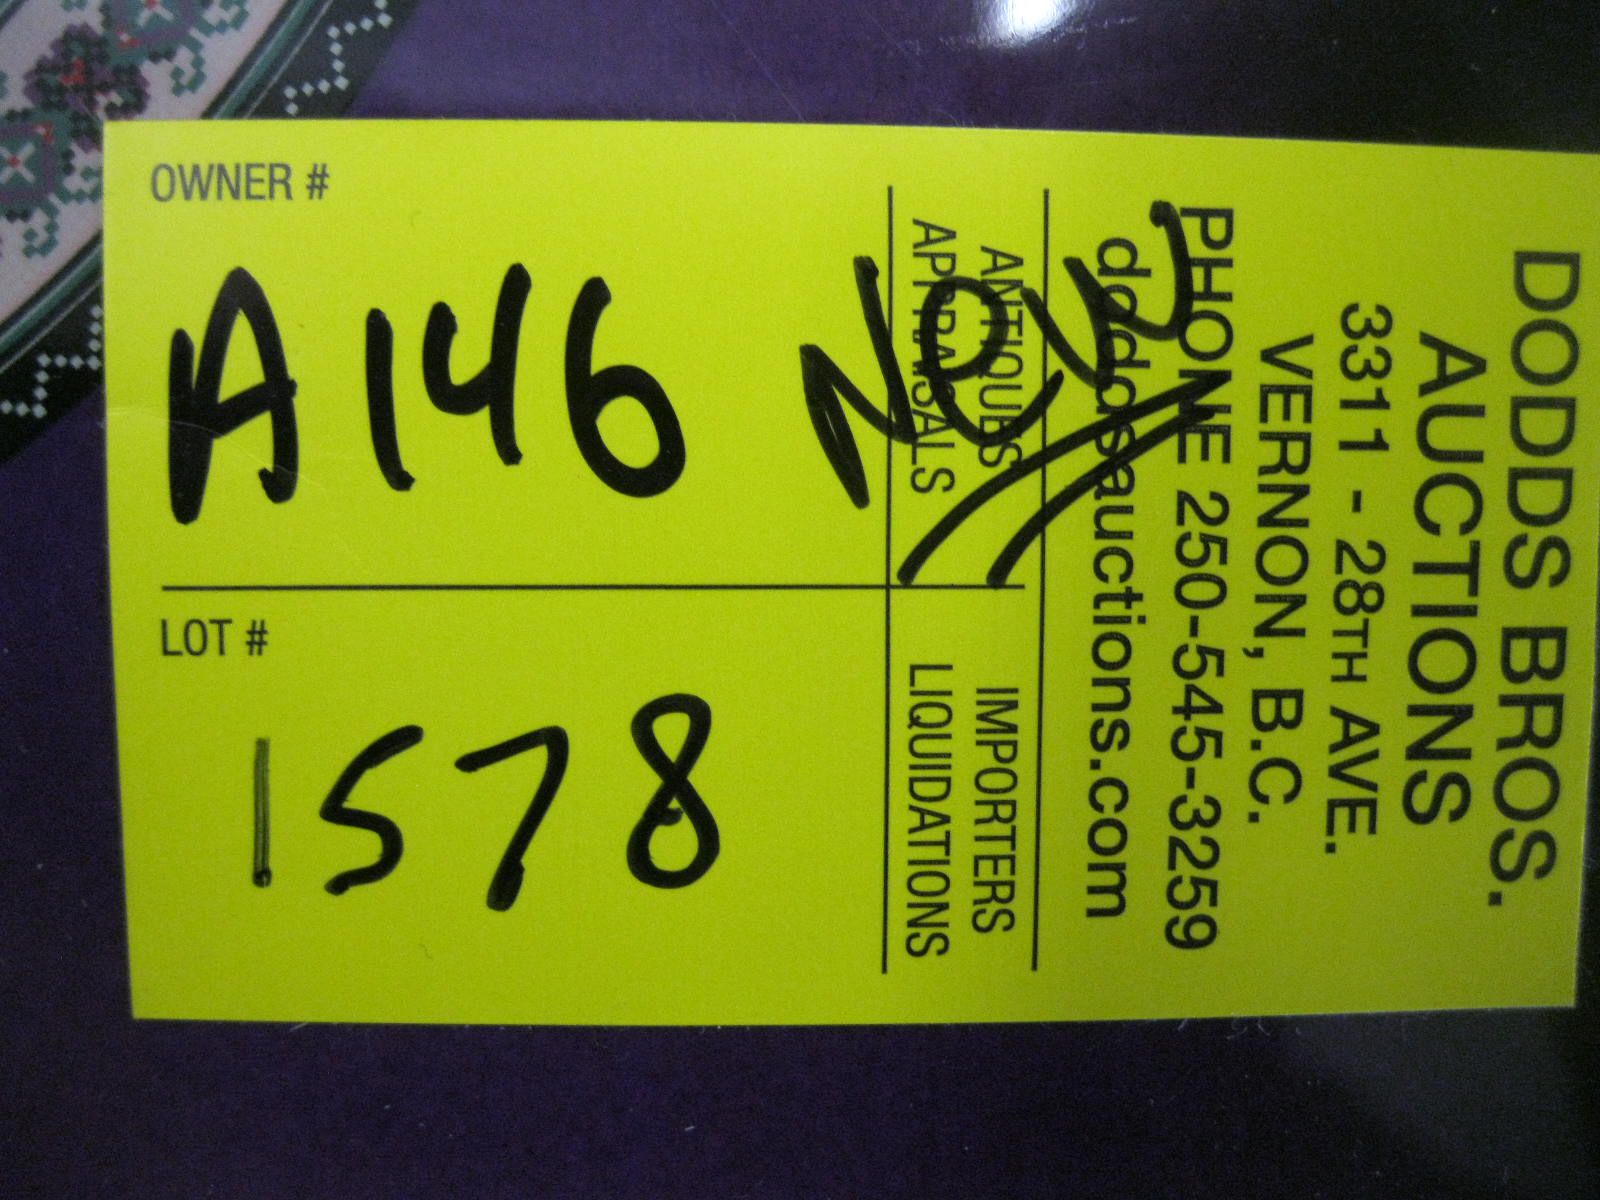 DODDS BROS.
AUCTIONS
3311 - 28TH AVE.
VERNON, B.C.
PHONE 250-545-3259
doddsauctions.com
ANTIQUES IMPORTERS
APPRAISALS LIQUIDATIONS
OWNER #
A146
LOT #
1578